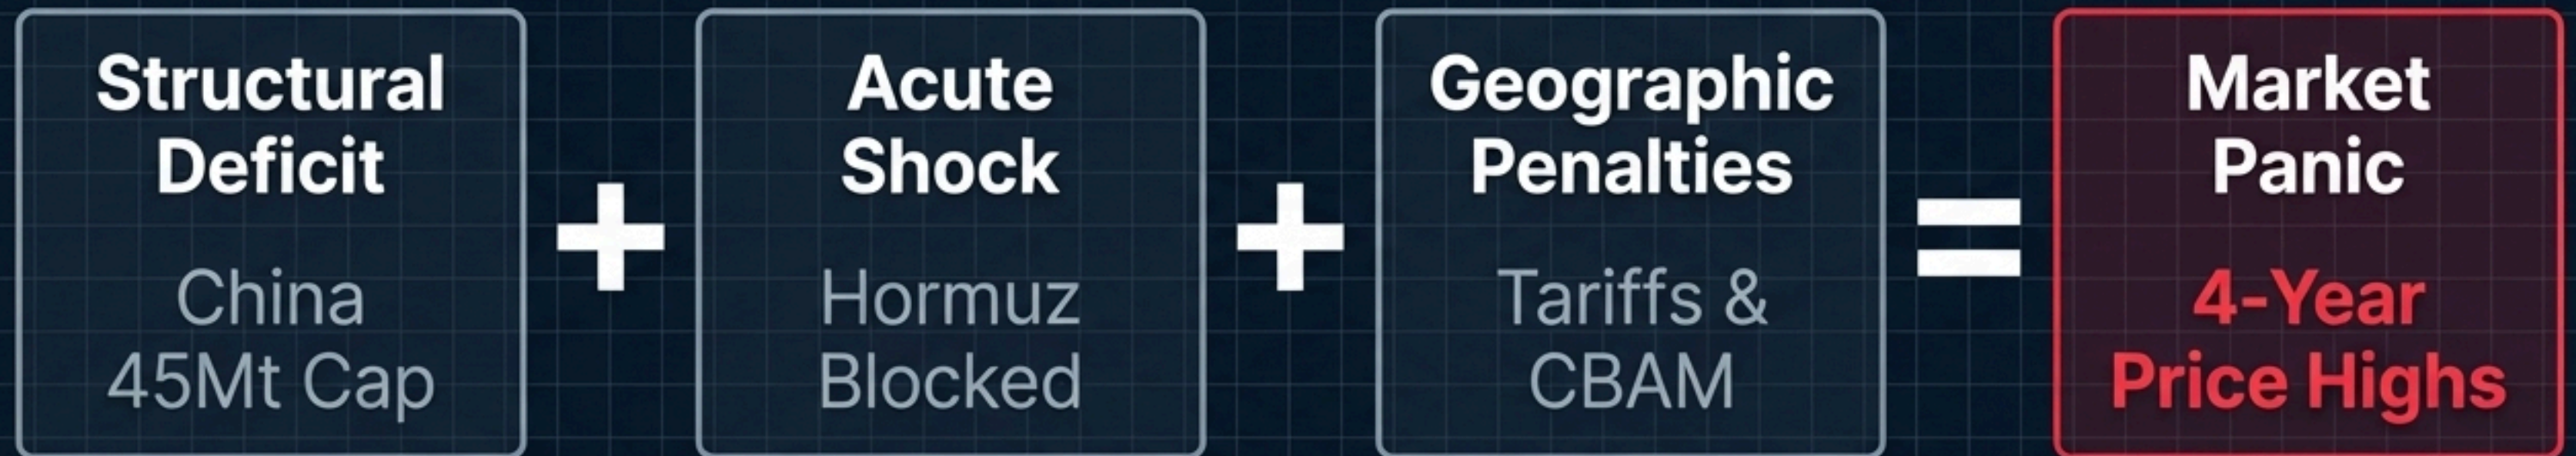 Structural
Deficit
China
45Mt Cap
+
Acute
Shock
Hormuz
Blocked
+
Geographic
Penalties
Tariffs &
CBAM
=
Market
Panic
4-Year
Price Highs